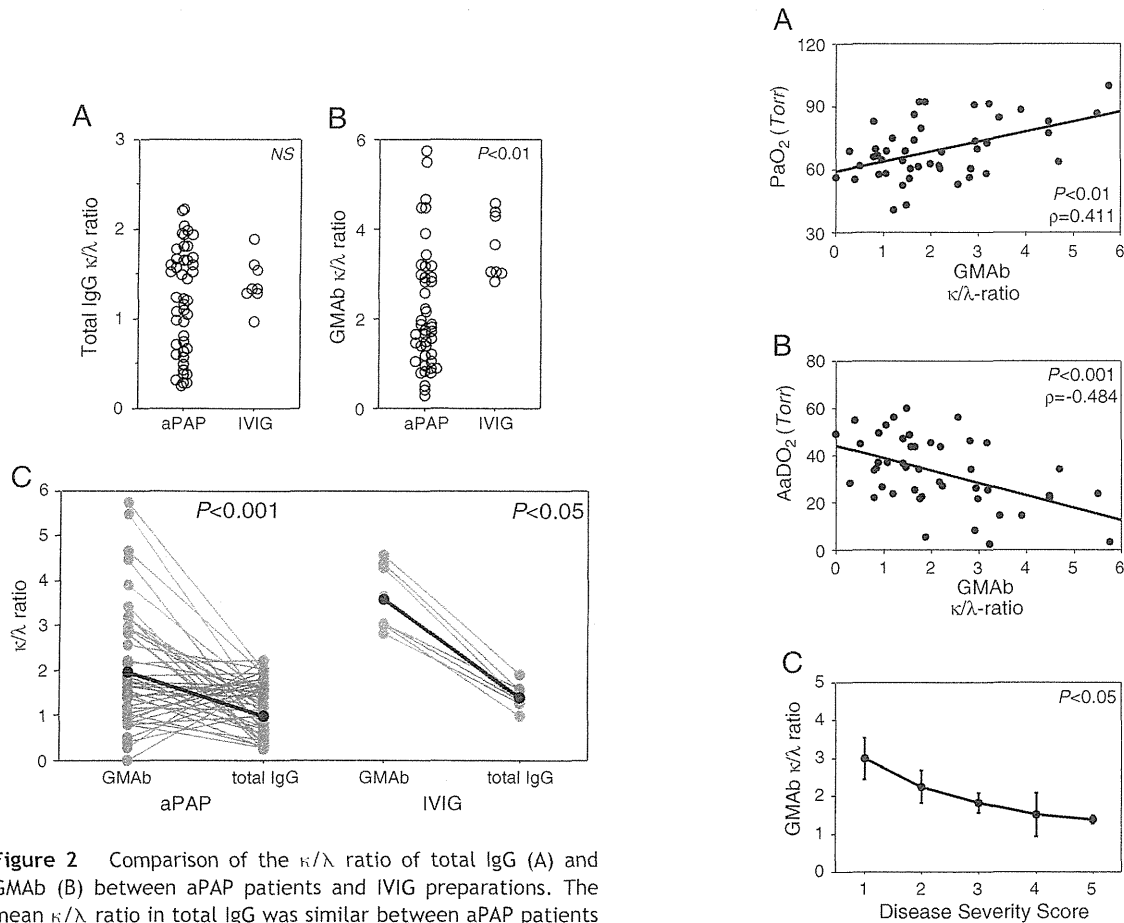 A
3
2
1
0
Total IgG κ/λ ratio
NS
aPAP
IVIG
B
6
4
2
0
GMAb κ/λ ratio
P<0.01
aPAP
IVIG
C
6
5
4
3
2
1
0
κ/λ ratio
P<0.001
P<0.05
GMAb
total IgG
GMAb
total IgG
aPAP
IVIG
igure 2 Comparison of the κ/λ ratio of total IgG (A) and
GMAb (B) between aPAP patients and IVIG preparations. The
mean κ/λ ratio in total IgG was similar between aPAP patients
A
120
90
60
30
PaO2 (Torr)
P<0.01
ρ=0.411
0 1 2 3 4 5 6
GMAb
κ/λ-ratio
B
80
60
40
20
0
AaDO2 (Torr)
P<0.001
ρ=-0.484
0 1 2 3 4 5 6
GMAb
κ/λ-ratio
C
5
4
3
2
1
0
GMAb κ/λ ratio
P<0.05
1 2 3 4 5
Disease Severity Score